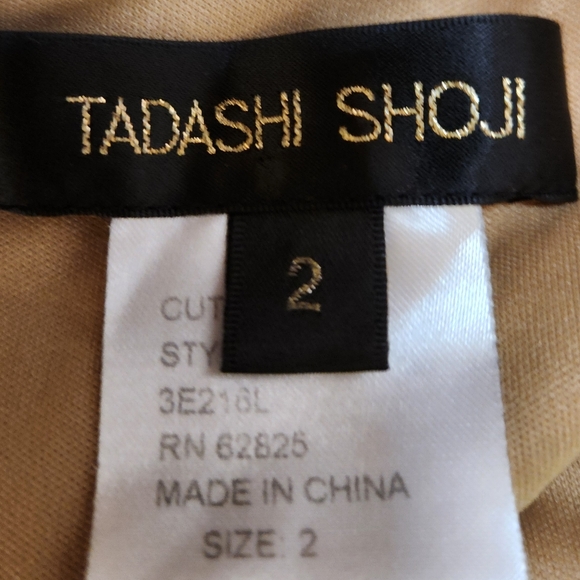 TADASHI SHOJI
2
CUT
STY
3E216L
RN 62825
MADE IN CHINA
SIZE: 2